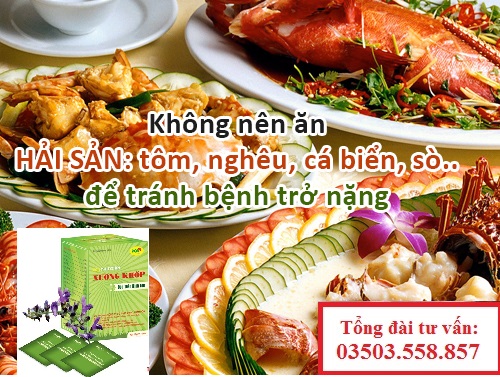 Không nên ăn
HẢI SẢN: tôm, nghêu, cá biển, sò..
để tránh bệnh trở nặng
XƯƠNG KHỚP
Tổng đài tư vấn:
03503.558.857